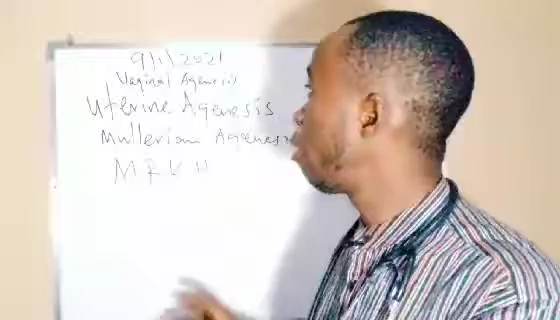 9/1/2021
Vaginal Agenesis
Uterine Agenesis
Mullerian Agenesis
MRKH